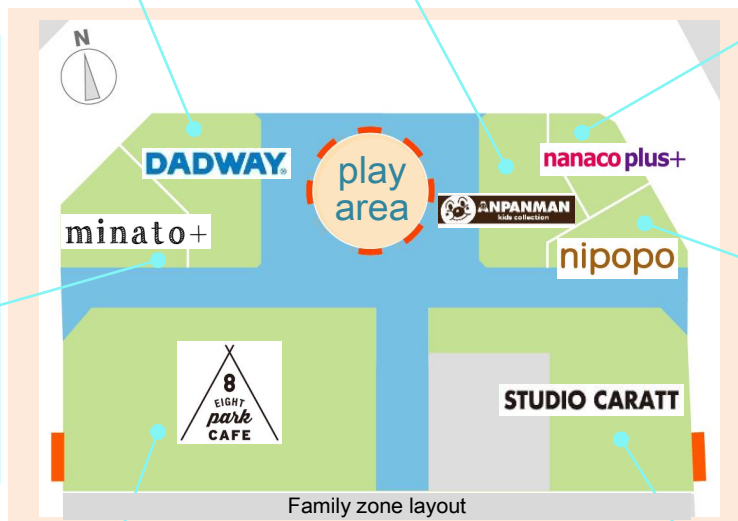 N
DADWAY®
play
area
nanaco plus+
ANPANMAN
kids collection
minato+
nipopo
8
EIGHT
park
CAFE
STUDIO CARATT
Family zone layout